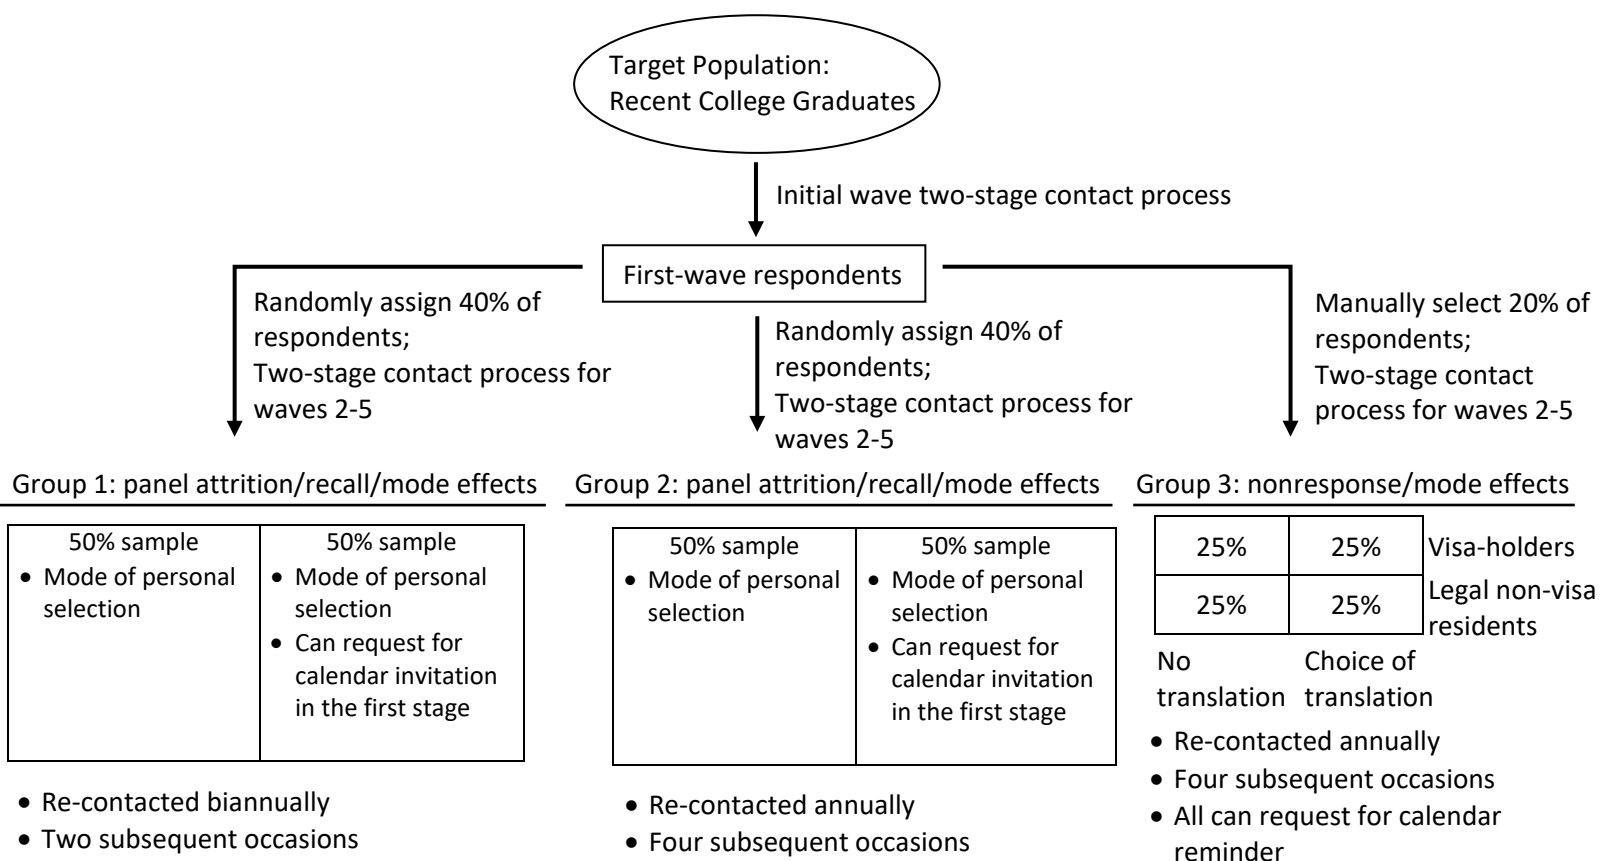 Target Population:
Recent College Graduates
Initial wave two-stage contact process
First-wave respondents
Randomly assign 40% of
respondents;
Two-stage contact process for
waves 2-5
Randomly assign 40% of
respondents;
Two-stage contact process for
waves 2-5
Manually select 20% of
respondents;
Two-stage contact
process for waves 2-5
Group 1: panel attrition/recall/mode effects
50% sample
• Mode of personal
selection
50% sample
• Mode of personal
selection
• Can request for
calendar invitation
in the first stage
• Re-contacted biannually
• Two subsequent occasions
Group 2: panel attrition/recall/mode effects
50% sample
• Mode of personal
selection
50% sample
• Mode of personal
selection
• Can request for
calendar invitation
in the first stage
• Re-contacted annually
• Four subsequent occasions
Group 3: nonresponse/mode effects
25% 25% Visa-holders
25% 25% Legal non-visa
residents
No
translation
Choice of
translation
• Re-contacted annually
• Four subsequent occasions
• All can request for calendar
reminder